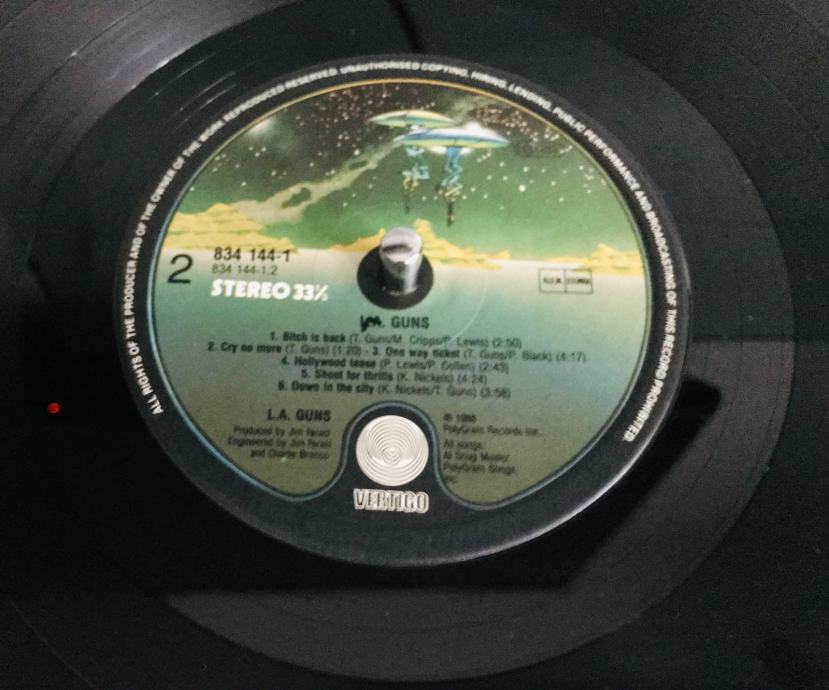 ALL RIGHTS OF THE PRODUCER AND OF THE OWNER OF THE WORK REPRODUCED RESERVED. UNAUTHORISED COPYING, HIRING, LENDING, PUBLIC PERFORMANCE AND BROADCASTING OF THIS RECORD PROHIBITED.
2
834 144-1
834 144-1.2
STEREO 33⅓
L.A. GUNS
1. Bitch is back (T. Guns/M. Cripps/P. Lewis) (2:50)
2. Cry no more (T. Guns) (1:20) - 3. One way ticket (T. Guns/P. Black) (4:17)
4. Hollywood tease (P. Lewis/P. Collen) (2:43)
5. Shoot for thrills (K. Nickels) (4:24)
6. Down in the city (K. Nickels/T. Guns) (3:58)
L.A. GUNS
Produced by Jim Faraci
Engineered by Jim Faraci
and Charlie Brocco
℗ 1988
PolyGram Records Inc.
All songs:
PolyGram Songs,
VERTIGO